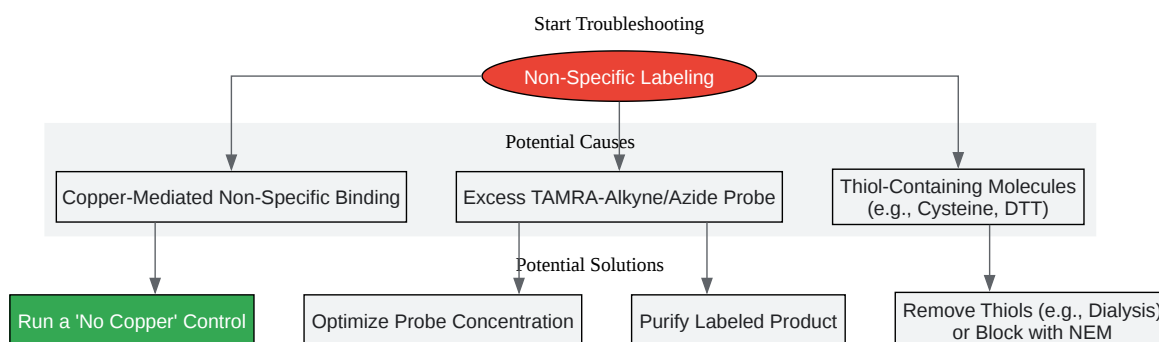 Start Troubleshooting
Non-Specific Labeling
Potential Causes
Copper-Mediated Non-Specific Binding
Excess TAMRA-Alkyne/Azide Probe
Thiol-Containing Molecules
(e.g., Cysteine, DTT)
Potential Solutions
Run a 'No Copper' Control
Optimize Probe Concentration
Purify Labeled Product
Remove Thiols (e.g., Dialysis)
or Block with NEM